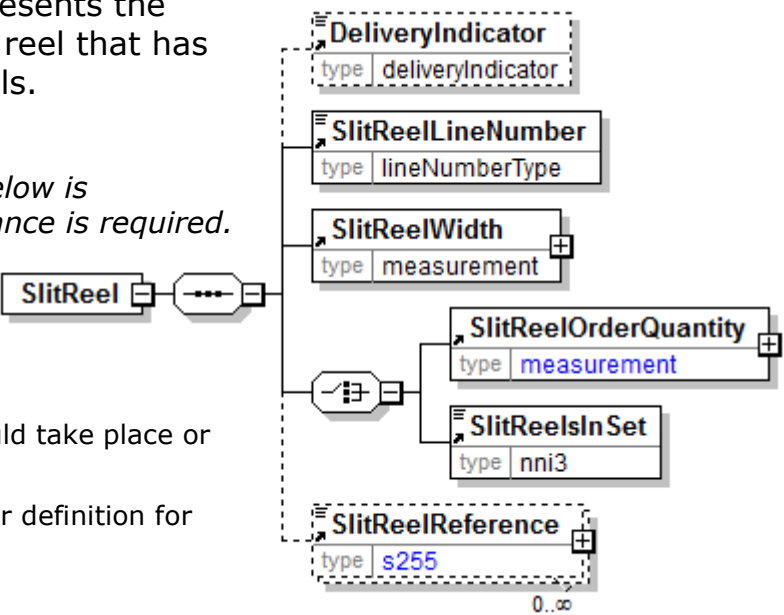 esents the
reel that has
ls.
elow is
ance is required.
ld take place or
r definition for
SlitReel
DeliveryIndicator
type deliveryIndicator
SlitReelLineNumber
type lineNumberType
SlitReelWidth
type measurement
SlitReelOrderQuantity
type measurement
SlitReelsInSet
type nni3
SlitReelReference
type s255
0..∞